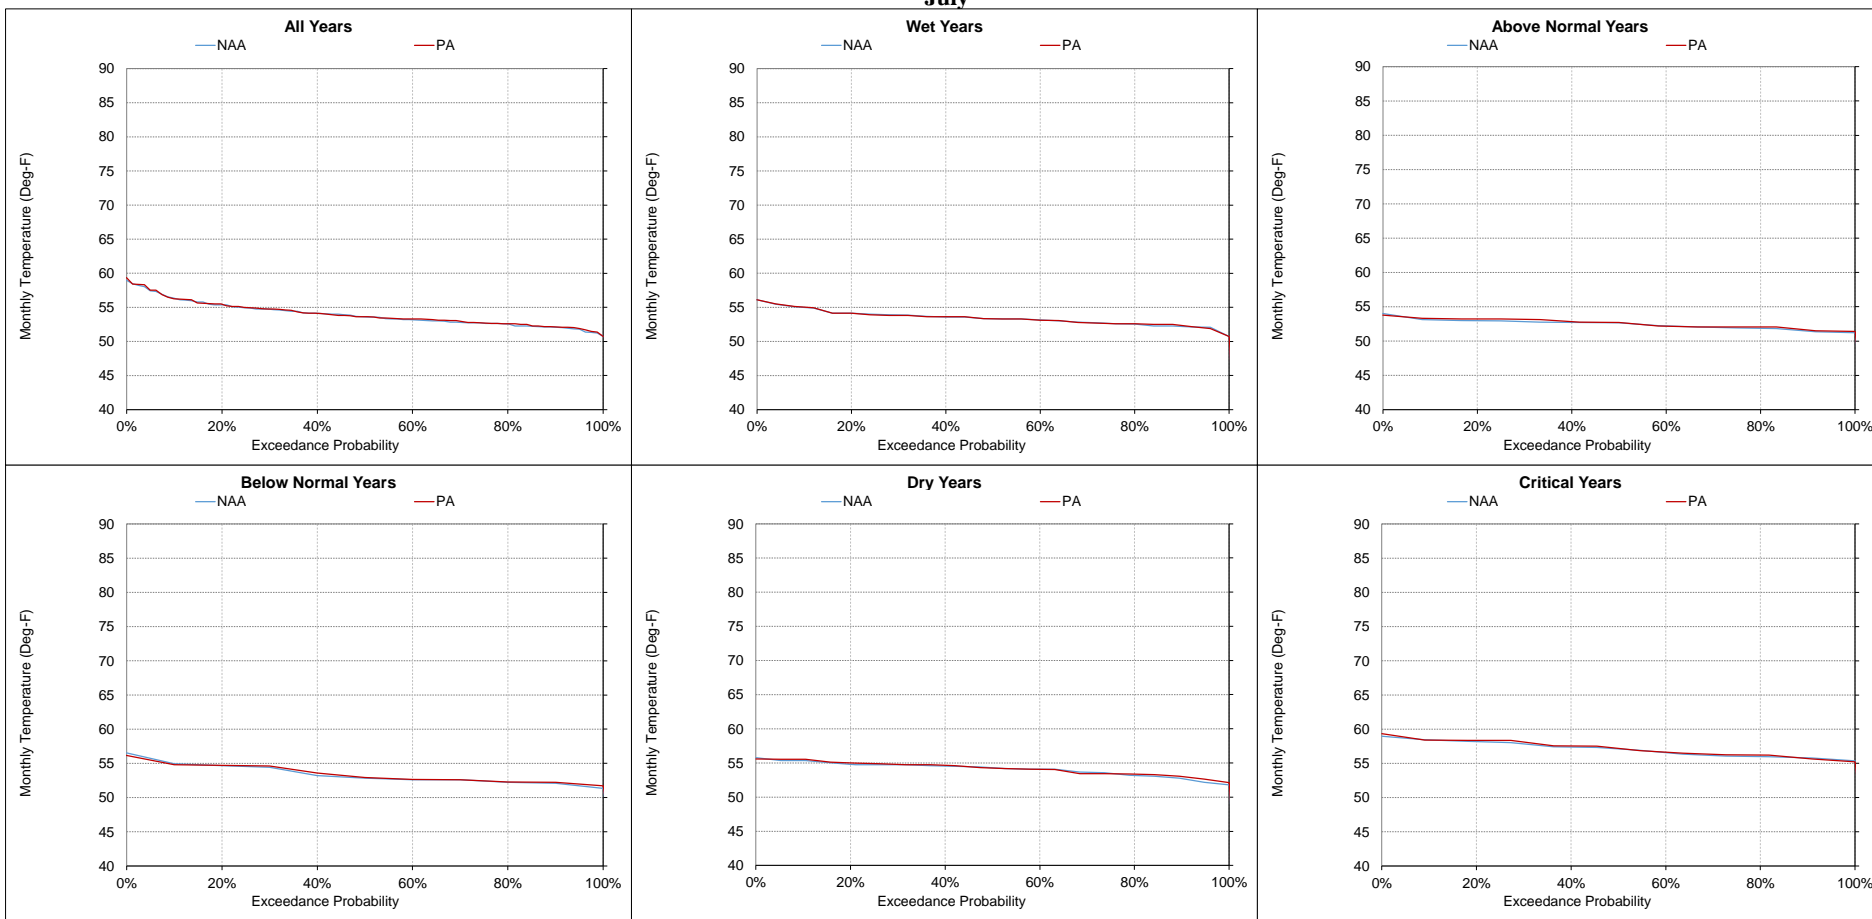 July
All Years
NAA PA
Monthly Temperature (Deg-F)
90
85
80
75
70
65
60
55
50
45
40
0% 20% 40% 60% 80% 100%
Exceedance Probability
Wet Years
NAA PA
Monthly Temperature (Deg-F)
90
85
80
75
70
65
60
55
50
45
40
0% 20% 40% 60% 80% 100%
Exceedance Probability
Above Normal Years
NAA PA
Monthly Temperature (Deg-F)
90
85
80
75
70
65
60
55
50
45
40
0% 20% 40% 60% 80% 100%
Exceedance Probability
Below Normal Years
NAA PA
Monthly Temperature (Deg-F)
90
85
80
75
70
65
60
55
50
45
40
0% 20% 40% 60% 80% 100%
Exceedance Probability
Dry Years
NAA PA
Monthly Temperature (Deg-F)
90
85
80
75
70
65
60
55
50
45
40
0% 20% 40% 60% 80% 100%
Exceedance Probability
Critical Years
NAA PA
Monthly Temperature (Deg-F)
90
85
80
75
70
65
60
55
50
45
40
0% 20% 40% 60% 80% 100%
Exceedance Probability